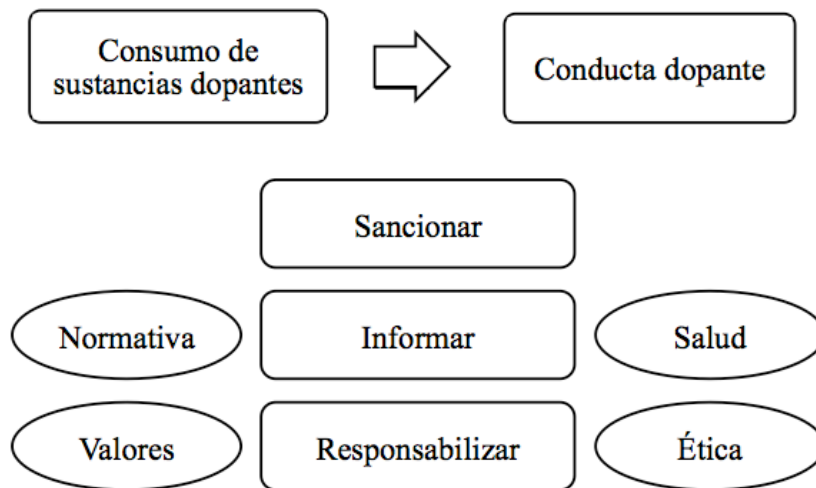 Consumo de
sustancias dopantes
Conducta dopante
Sancionar
Normativa
Informar
Salud
Valores
Responsabilizar
Ética